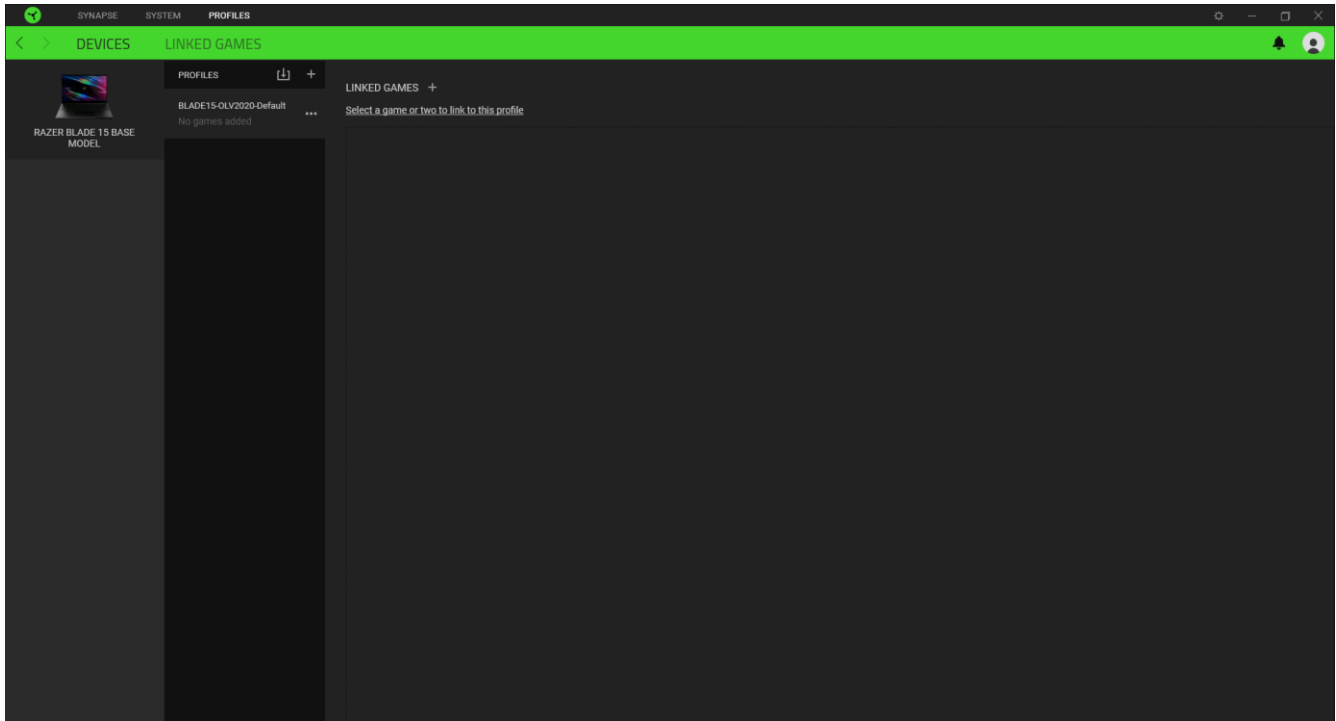 SYNAPSE SYSTEM PROFILES
DEVICES LINKED GAMES
RAZER BLADE 15 BASE
MODEL
PROFILES
BLADE15-OLV2020-Default
No games added
LINKED GAMES
Select a game or two to link to this profile